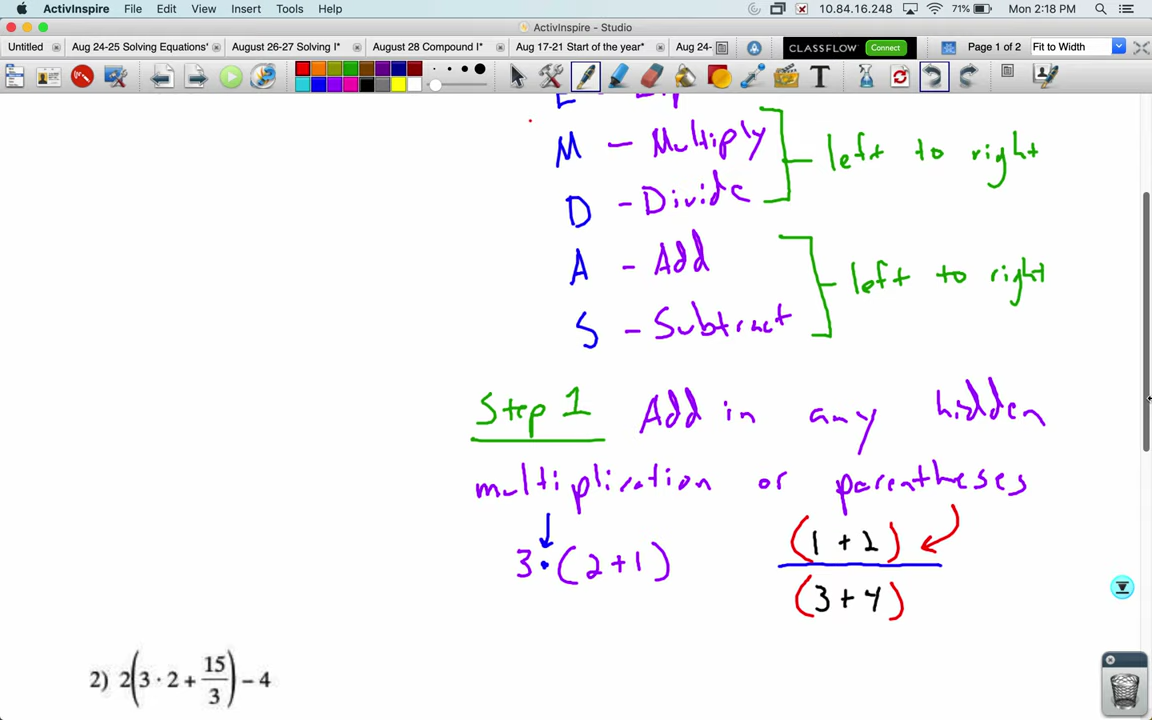 ActivInspire File Edit View Insert Tools Help 10.84.16.248 71% Mon 2:18 PM
ActivInspire - Studio
Untitled Aug 24-25 Solving Equations* August 26-27 Solving I* August 28 Compound I* Aug 17-21 Start of the year* Aug 24- CLASSFLOW Connect Page 1 of 2 Fit to Width
E
M – Multiply
left to right
D – Divide
A – Add
left to right
S – Subtract
Step 1 Add in any hidden
multiplication or parentheses
3 · (2 + 1)
(1 + 2)
(3 + 4)
2) 2(3 · 2 + 15/3) − 4